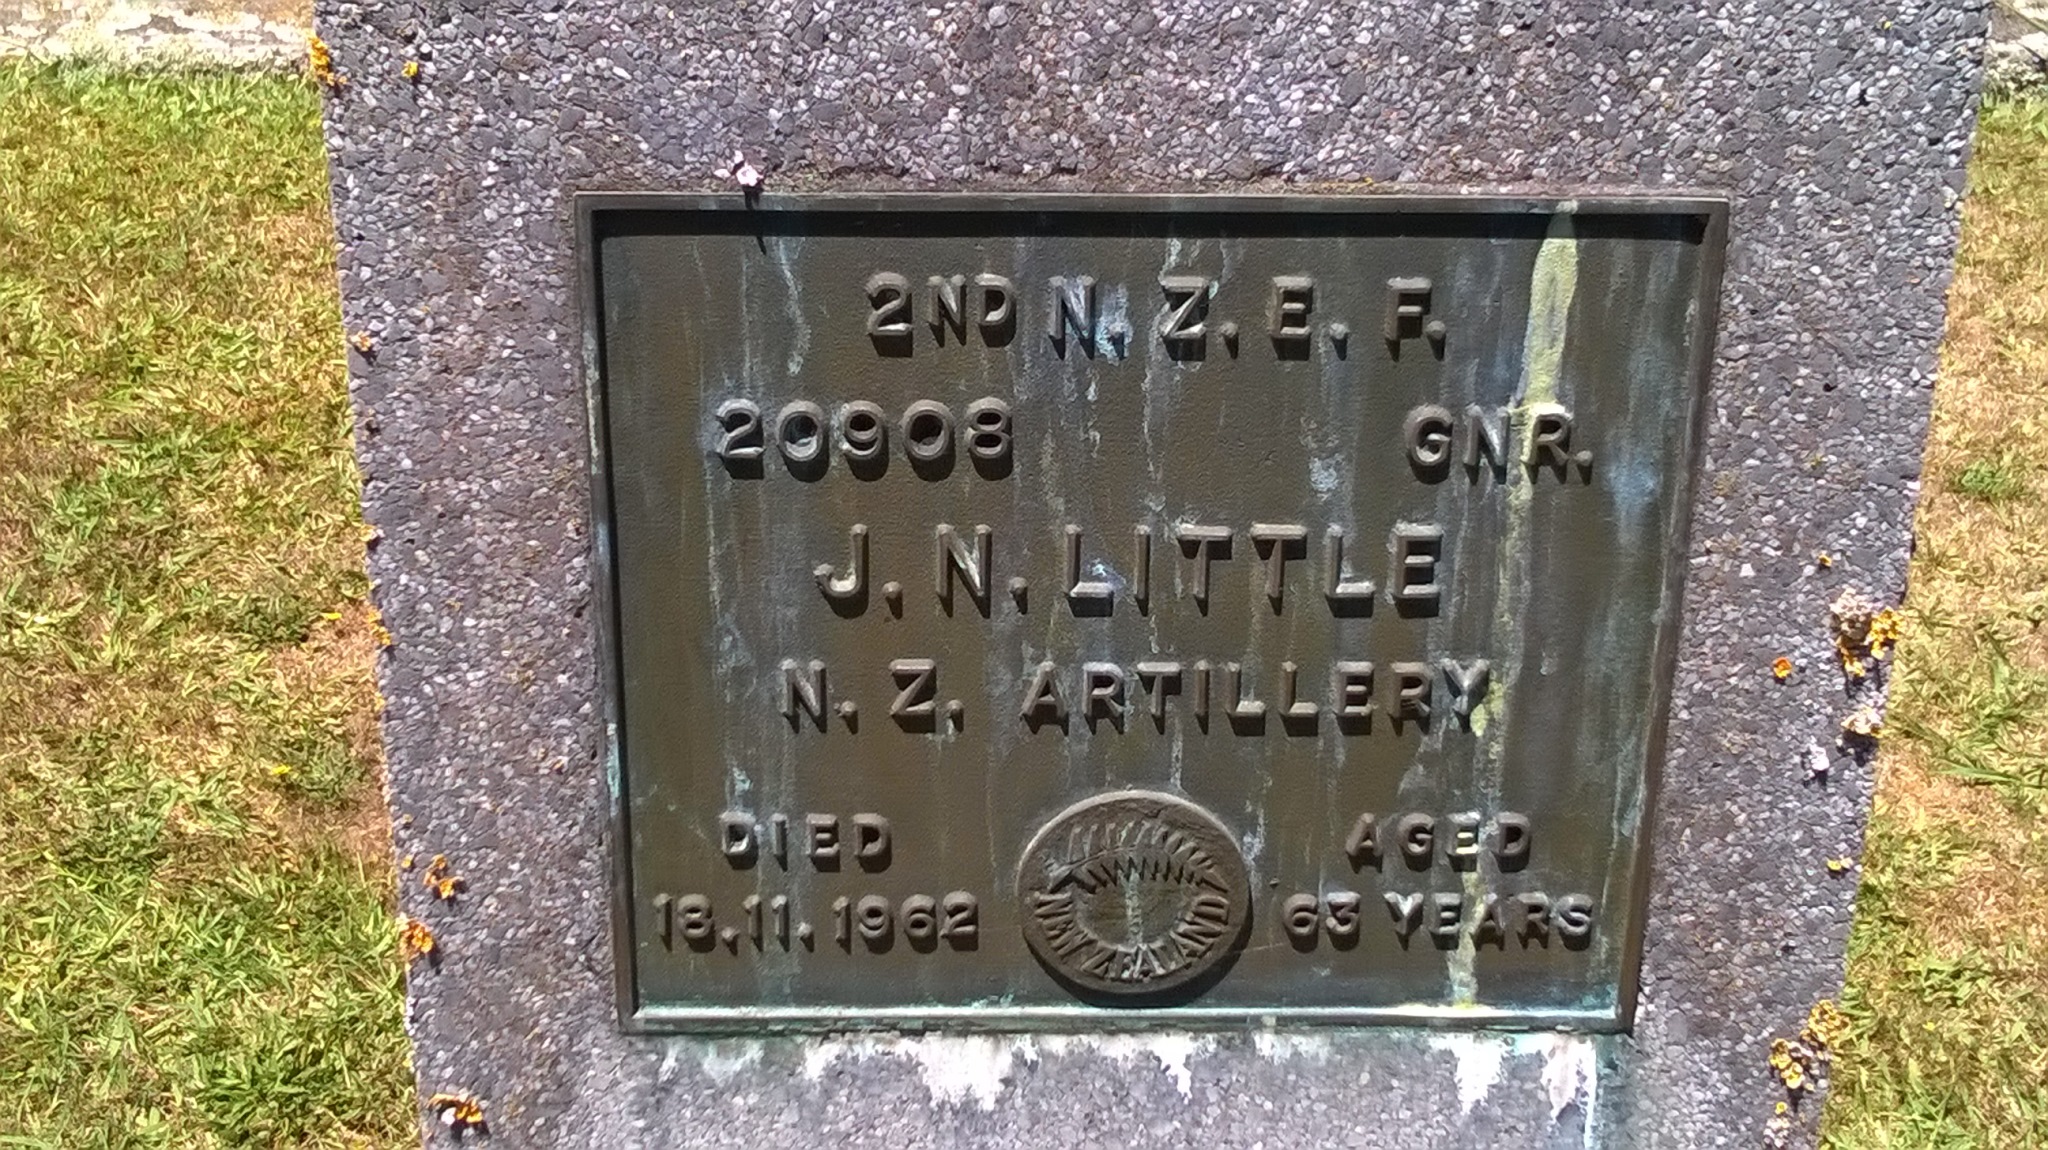 2ND N. Z. E. F.
20908 GNR.
J. N. LITTLE
N. Z. ARTILLERY
DIED AGED
18.11.1962 63 YEARS
NEW ZEALAND